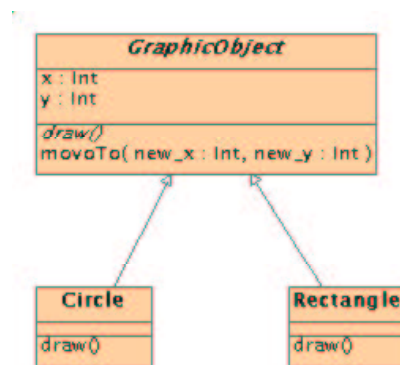 GraphicObject
x : Int
y : Int
draw()
movoTo( new_x : Int, new_y : Int )
Circle
draw()
Rectangle
draw()